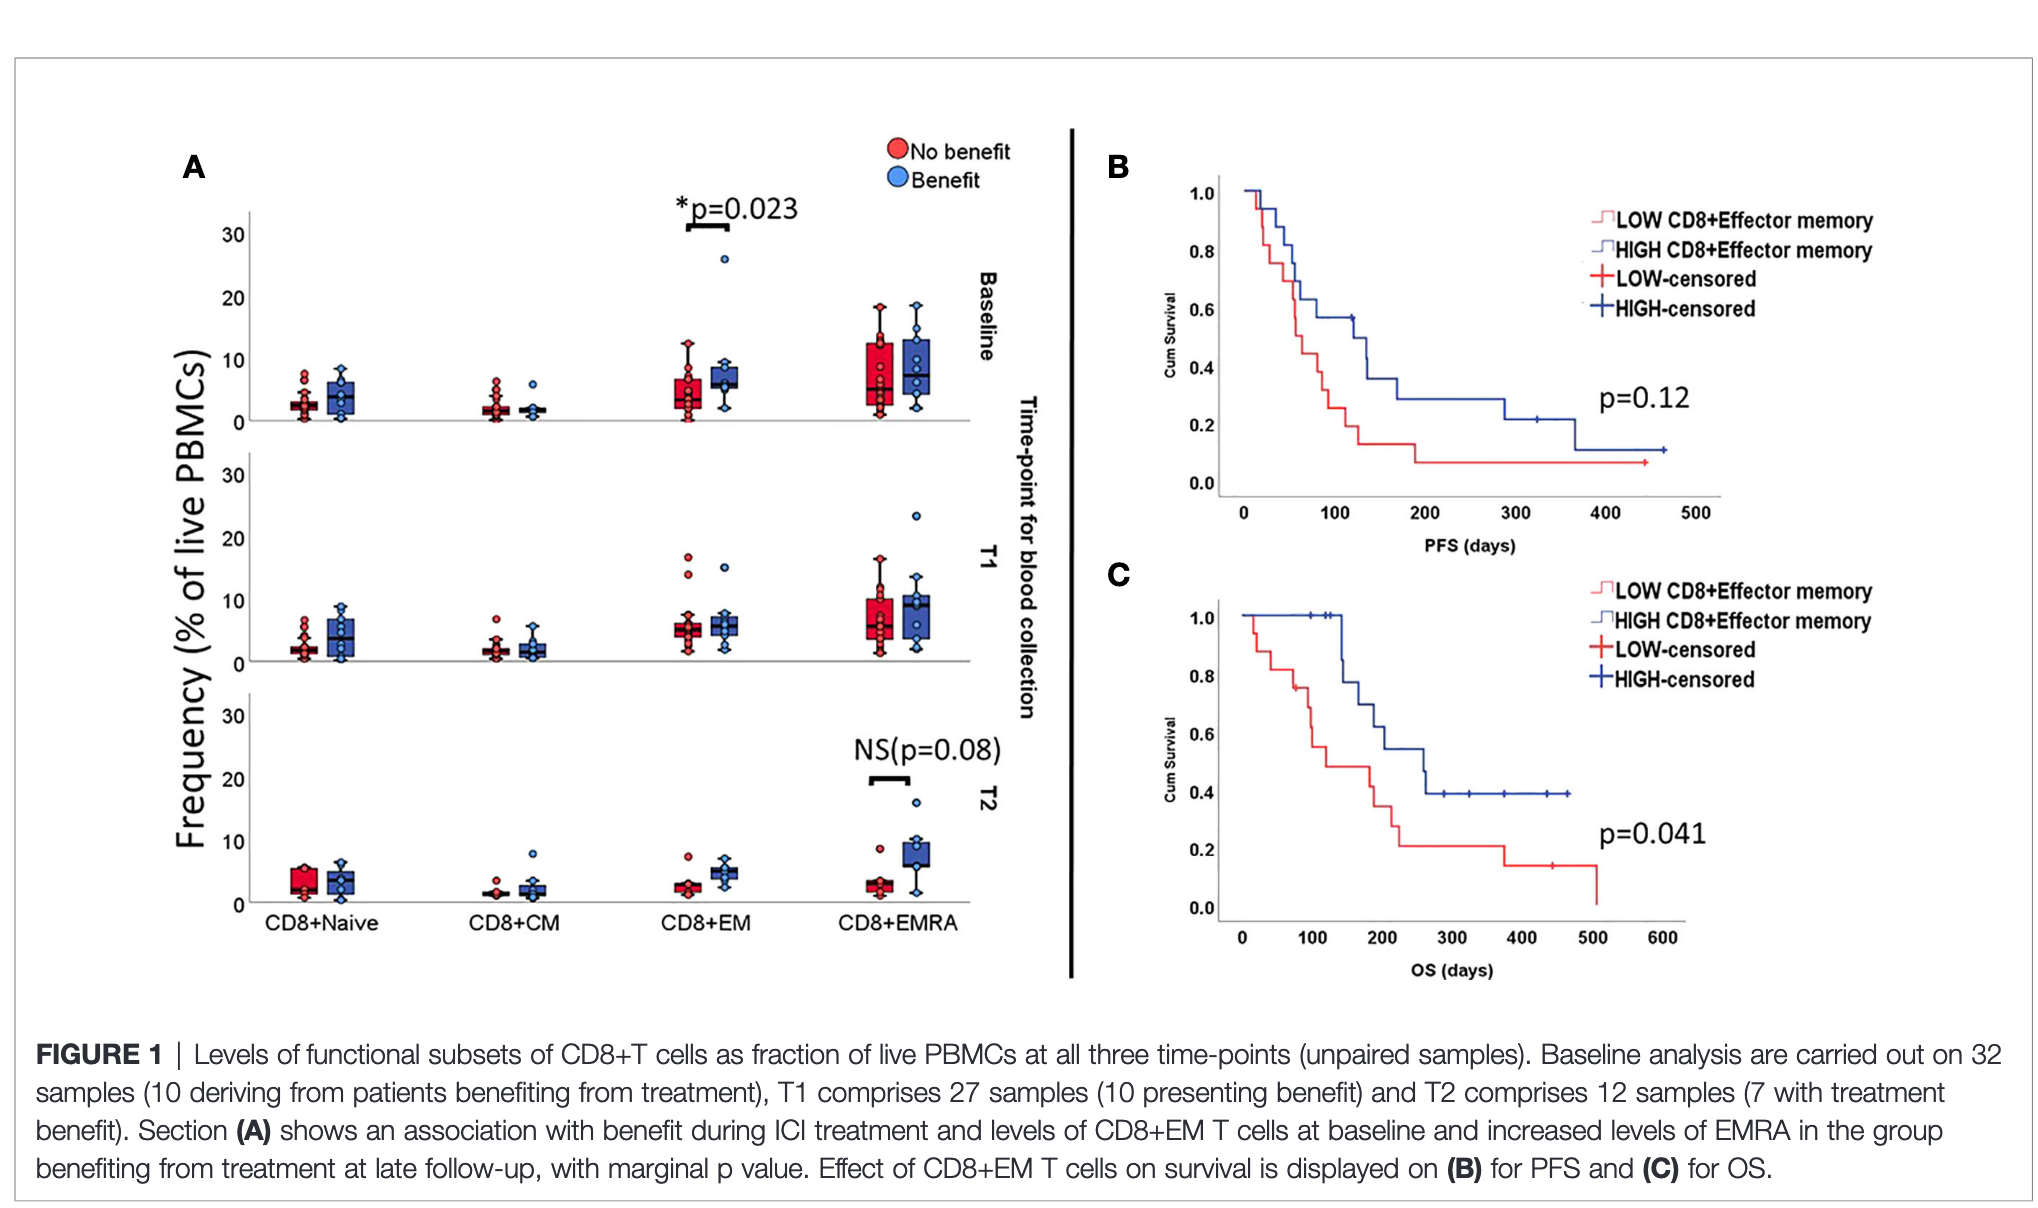 A
No benefit
Benefit
*p=0.023
30
20
10
0
Baseline
30
20
10
0
T1
NS(p=0.08)
30
20
10
0
T2
Frequency (% of live PBMCs)
Time-point for blood collection
CD8+Naive CD8+CM CD8+EM CD8+EMRA
B
1.0
0.8
0.6
0.4
0.2
0.0
Cum Survival
LOW CD8+Effector memory
HIGH CD8+Effector memory
LOW-censored
HIGH-censored
p=0.12
0 100 200 300 400 500
PFS (days)
C
1.0
0.8
0.6
0.4
0.2
0.0
Cum Survival
LOW CD8+Effector memory
HIGH CD8+Effector memory
LOW-censored
HIGH-censored
p=0.041
0 100 200 300 400 500 600
OS (days)
FIGURE 1 | Levels of functional subsets of CD8+T cells as fraction of live PBMCs at all three time-points (unpaired samples). Baseline analysis are carried out on 32
samples (10 deriving from patients benefiting from treatment), T1 comprises 27 samples (10 presenting benefit) and T2 comprises 12 samples (7 with treatment
benefit). Section (A) shows an association with benefit during ICI treatment and levels of CD8+EM T cells at baseline and increased levels of EMRA in the group
benefiting from treatment at late follow-up, with marginal p value. Effect of CD8+EM T cells on survival is displayed on (B) for PFS and (C) for OS.